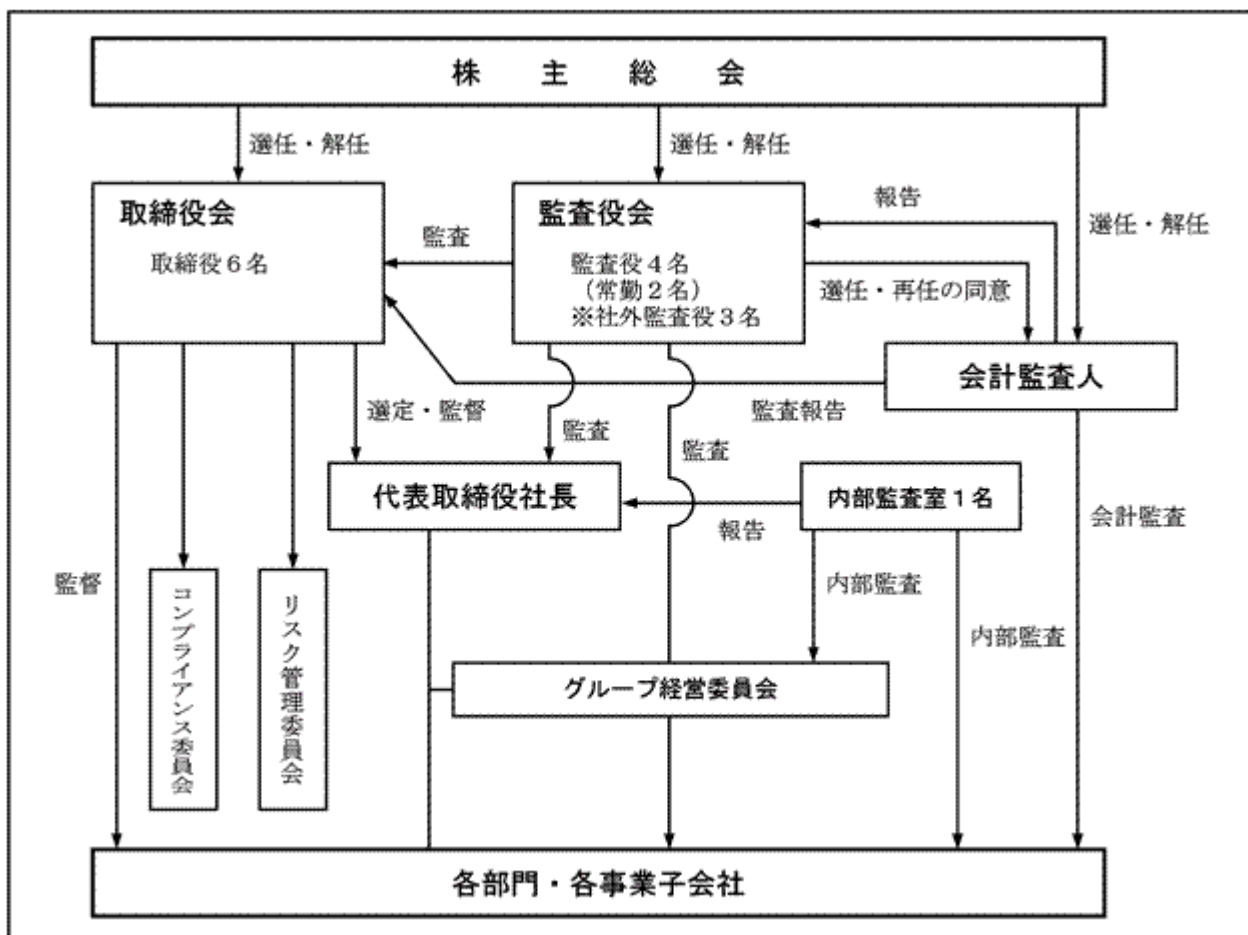 株　主　総　会
選任・解任
選任・解任
選任・解任
取締役会
取締役６名
監査
監査役会
監査役４名
（常勤２名）
※社外監査役３名
報告
選任・再任の同意
会計監査人
監査報告
選定・監督
監査
監査
代表取締役社長
報告
内部監査室１名
会計監査
監督
コンプライアンス委員会
リスク管理委員会
内部監査
内部監査
グループ経営委員会
各部門・各事業子会社